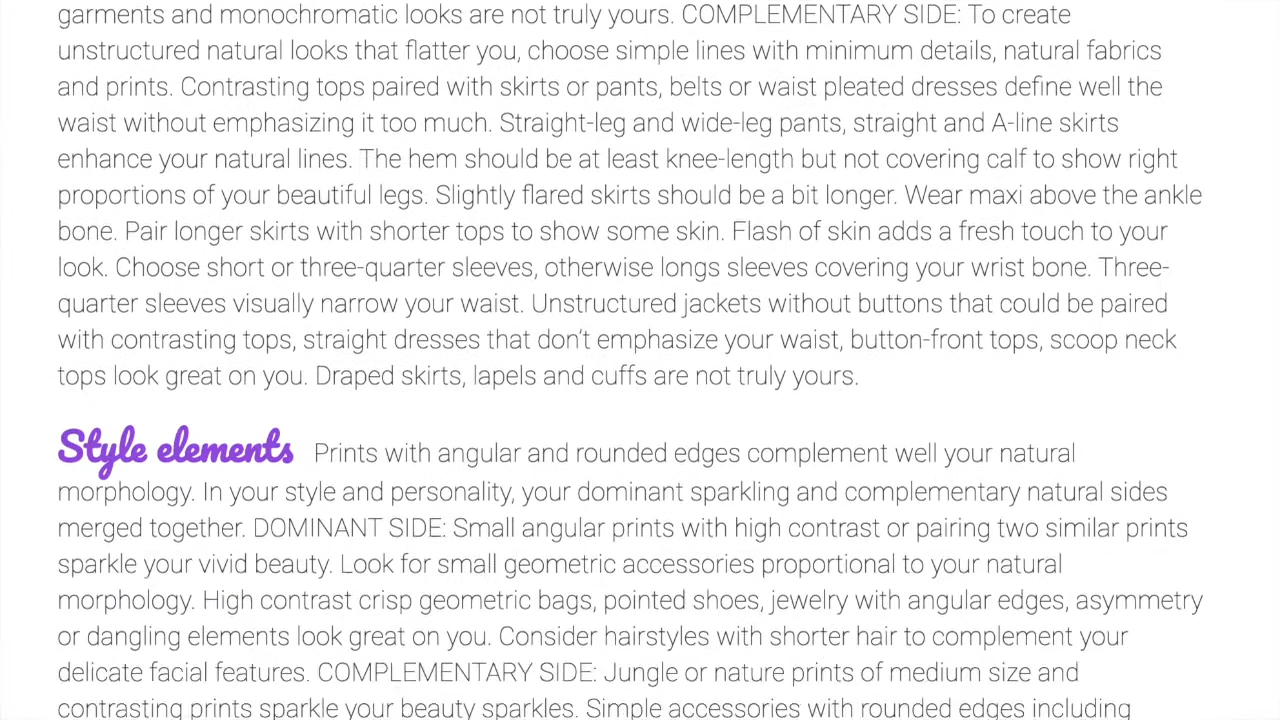 garments and monochromatic looks are not truly yours. COMPLEMENTARY SIDE: To create
unstructured natural looks that flatter you, choose simple lines with minimum details, natural fabrics
and prints. Contrasting tops paired with skirts or pants, belts or waist pleated dresses define well the
waist without emphasizing it too much. Straight-leg and wide-leg pants, straight and A-line skirts
enhance your natural lines. The hem should be at least knee-length but not covering calf to show right
proportions of your beautiful legs. Slightly flared skirts should be a bit longer. Wear maxi above the ankle
bone. Pair longer skirts with shorter tops to show some skin. Flash of skin adds a fresh touch to your
look. Choose short or three-quarter sleeves, otherwise longs sleeves covering your wrist bone. Three-
quarter sleeves visually narrow your waist. Unstructured jackets without buttons that could be paired
with contrasting tops, straight dresses that don't emphasize your waist, button-front tops, scoop neck
tops look great on you. Draped skirts, lapels and cuffs are not truly yours.
Style elements Prints with angular and rounded edges complement well your natural
morphology. In your style and personality, your dominant sparkling and complementary natural sides
merged together. DOMINANT SIDE: Small angular prints with high contrast or pairing two similar prints
sparkle your vivid beauty. Look for small geometric accessories proportional to your natural
morphology. High contrast crisp geometric bags, pointed shoes, jewelry with angular edges, asymmetry
or dangling elements look great on you. Consider hairstyles with shorter hair to complement your
delicate facial features. COMPLEMENTARY SIDE: Jungle or nature prints of medium size and
contrasting prints sparkle your beauty sparkles. Simple accessories with rounded edges including